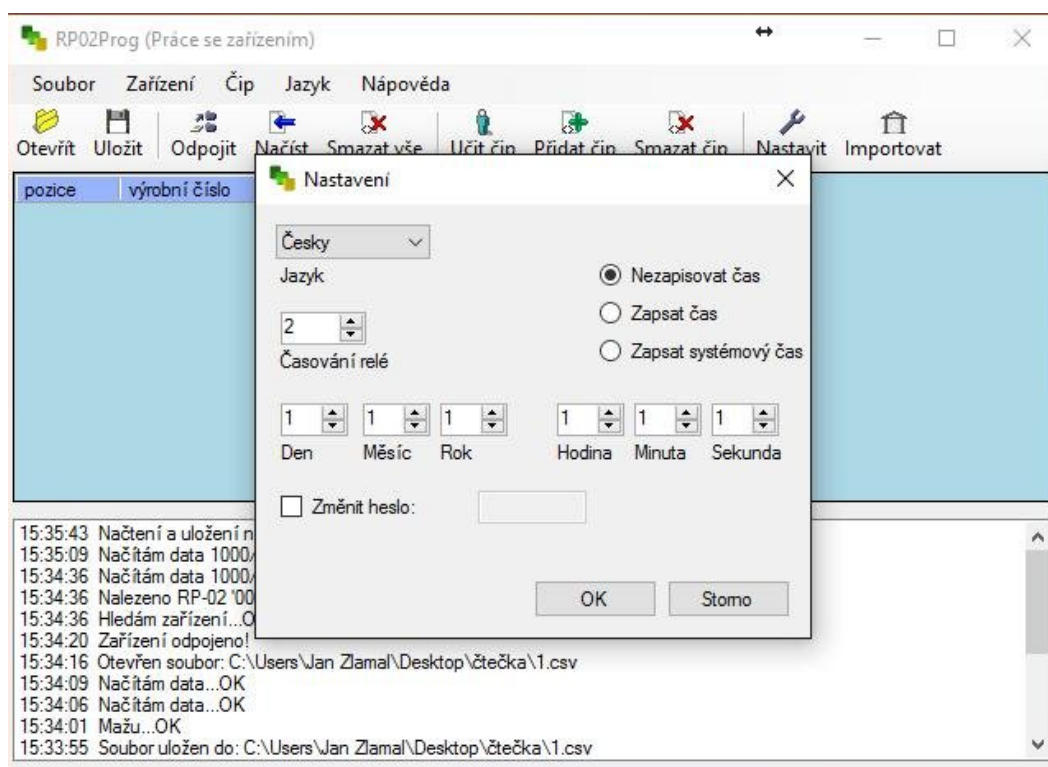 RP02Prog (Práce se zařízením)
Soubor Zařízení Čip Jazyk Nápověda
Otevřít Uložit Odpojit Načíst Smazat vše Učit čip Přidat čip Smazat čip Nastavit Importovat
pozice výrobní číslo
Nastavení
Česky
Jazyk
Nezapisovat čas
Zapsat čas
2
Časování relé
Zapsat systémový čas
1 1 1 1 1 1
Den Měsíc Rok Hodina Minuta Sekunda
Změnit heslo:
OK Storno
15:35:43 Načtení a uložení n
15:35:09 Načítám data 1000/
15:34:36 Načítám data 1000/
15:34:36 Nalezeno RP-02 '00
15:34:36 Hledám zařízení...O
15:34:20 Zařízení odpojeno!
15:34:16 Otevřen soubor: C:\Users\Jan Zlamal\Desktop\čtečka\1.csv
15:34:09 Načítám data...OK
15:34:06 Načítám data...OK
15:34:01 Mažu...OK
15:33:55 Soubor uložen do: C:\Users\Jan Zlamal\Desktop\čtečka\1.csv